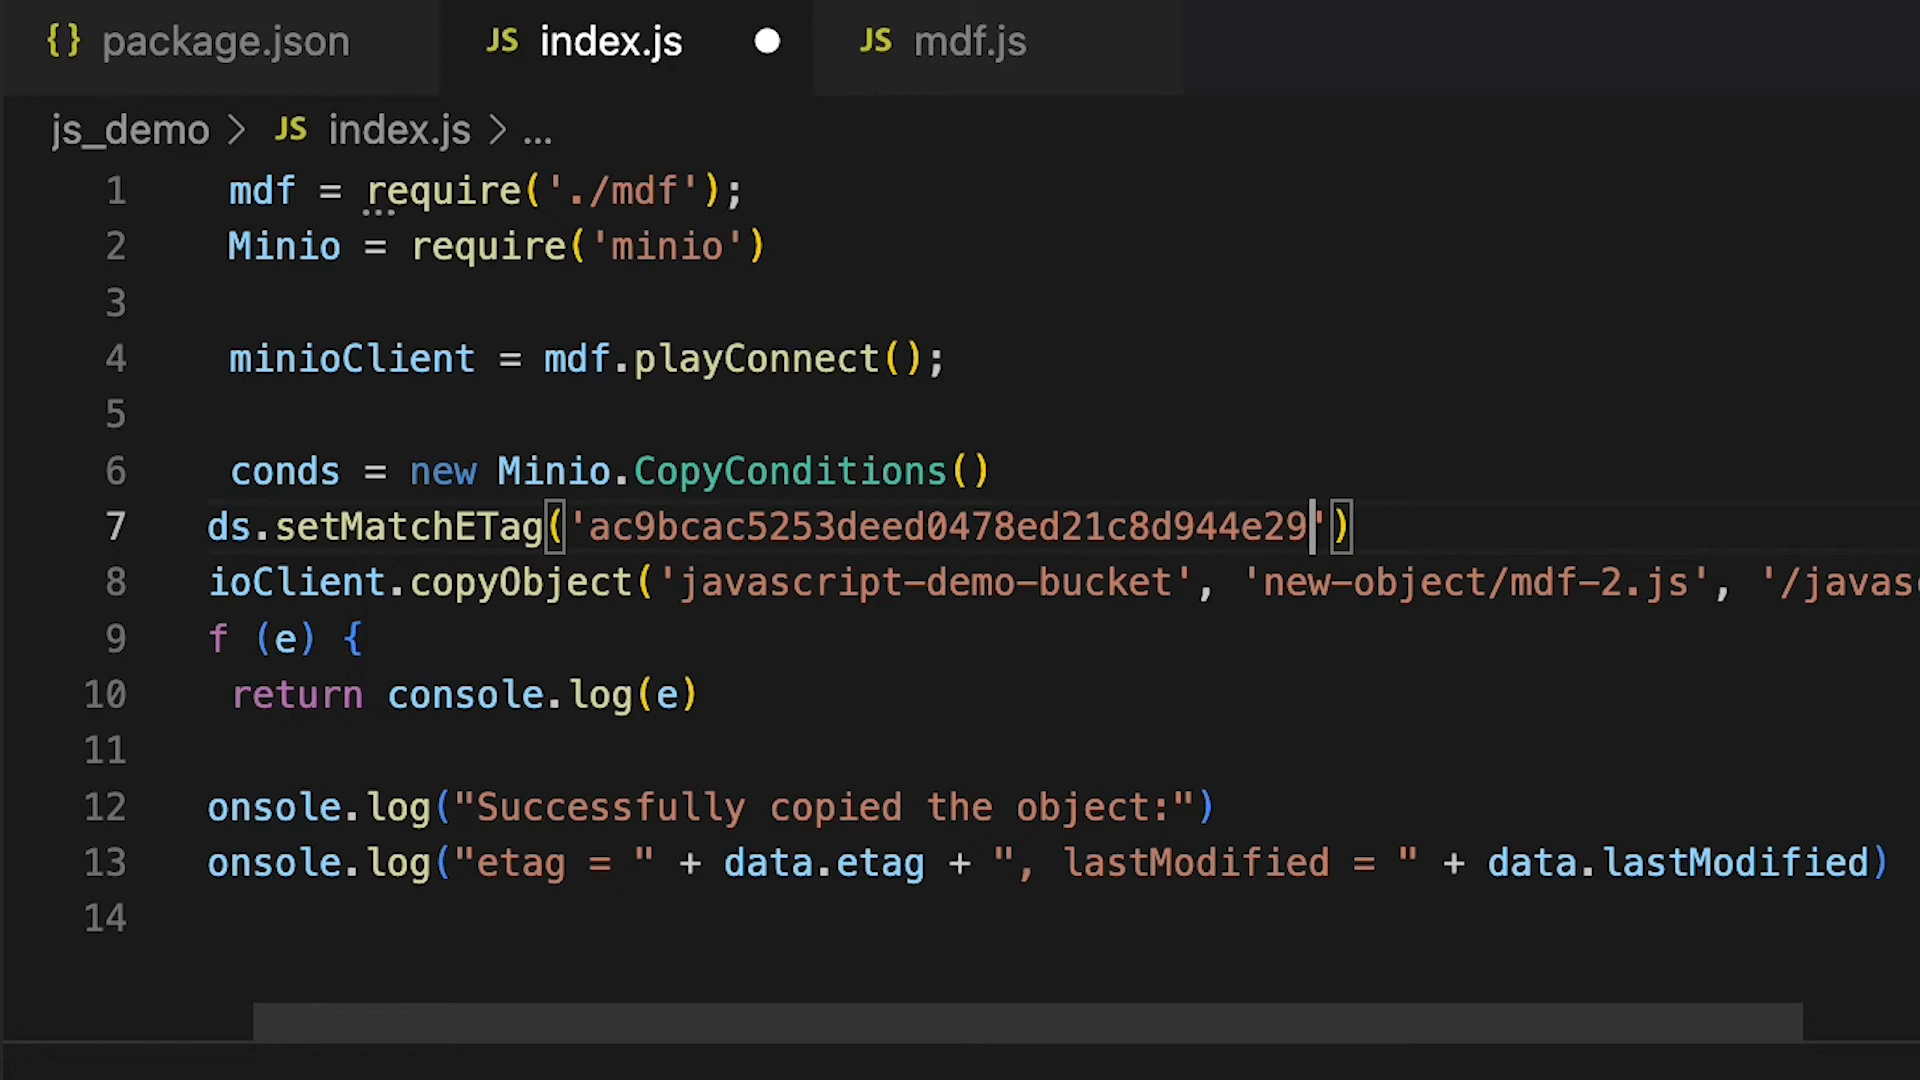 {} package.json JS index.js JS mdf.js
js_demo > JS index.js > ...
1 mdf = require('./mdf');
2 Minio = require('minio')
3
4 minioClient = mdf.playConnect();
5
6 conds = new Minio.CopyConditions()
7 ds.setMatchETag('ac9bcac5253deed0478ed21c8d944e29')
8 ioClient.copyObject('javascript-demo-bucket', 'new-object/mdf-2.js', '/javas
9 f (e) {
10 return console.log(e)
11
12 onsole.log("Successfully copied the object:")
13 onsole.log("etag = " + data.etag + ", lastModified = " + data.lastModified)
14